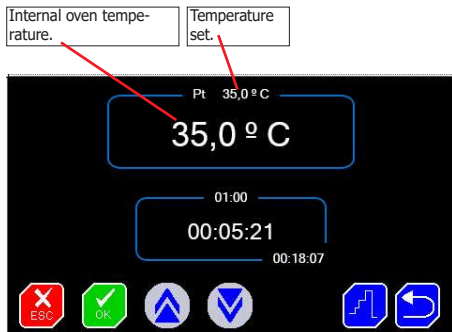 Internal oven tempe-
rature.
Temperature
set.
Pt 35,0 º C
35,0 º C
01:00
00:05:21
00:18:07
ESC
OK